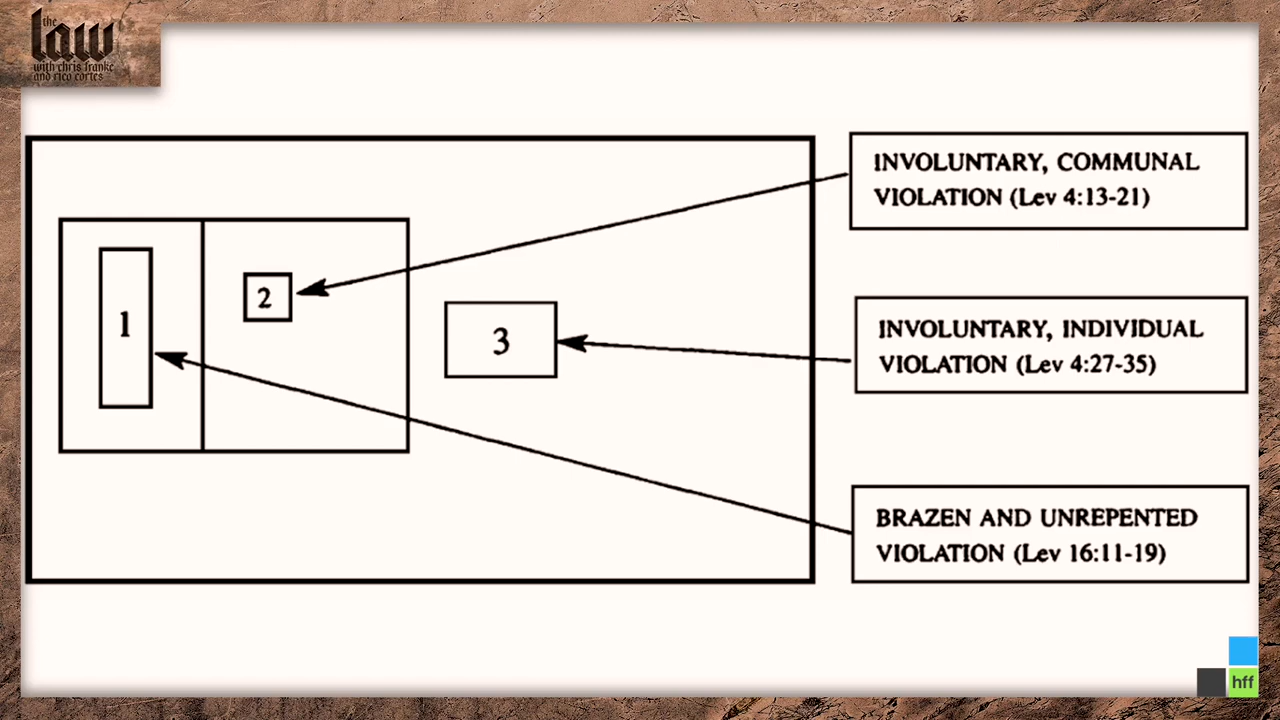 the
law
with chris franke
and rico cortes
INVOLUNTARY, COMMUNAL
VIOLATION (Lev 4:13-21)
1
2
3
INVOLUNTARY, INDIVIDUAL
VIOLATION (Lev 4:27-35)
BRAZEN AND UNREPENTED
VIOLATION (Lev 16:11-19)
hff